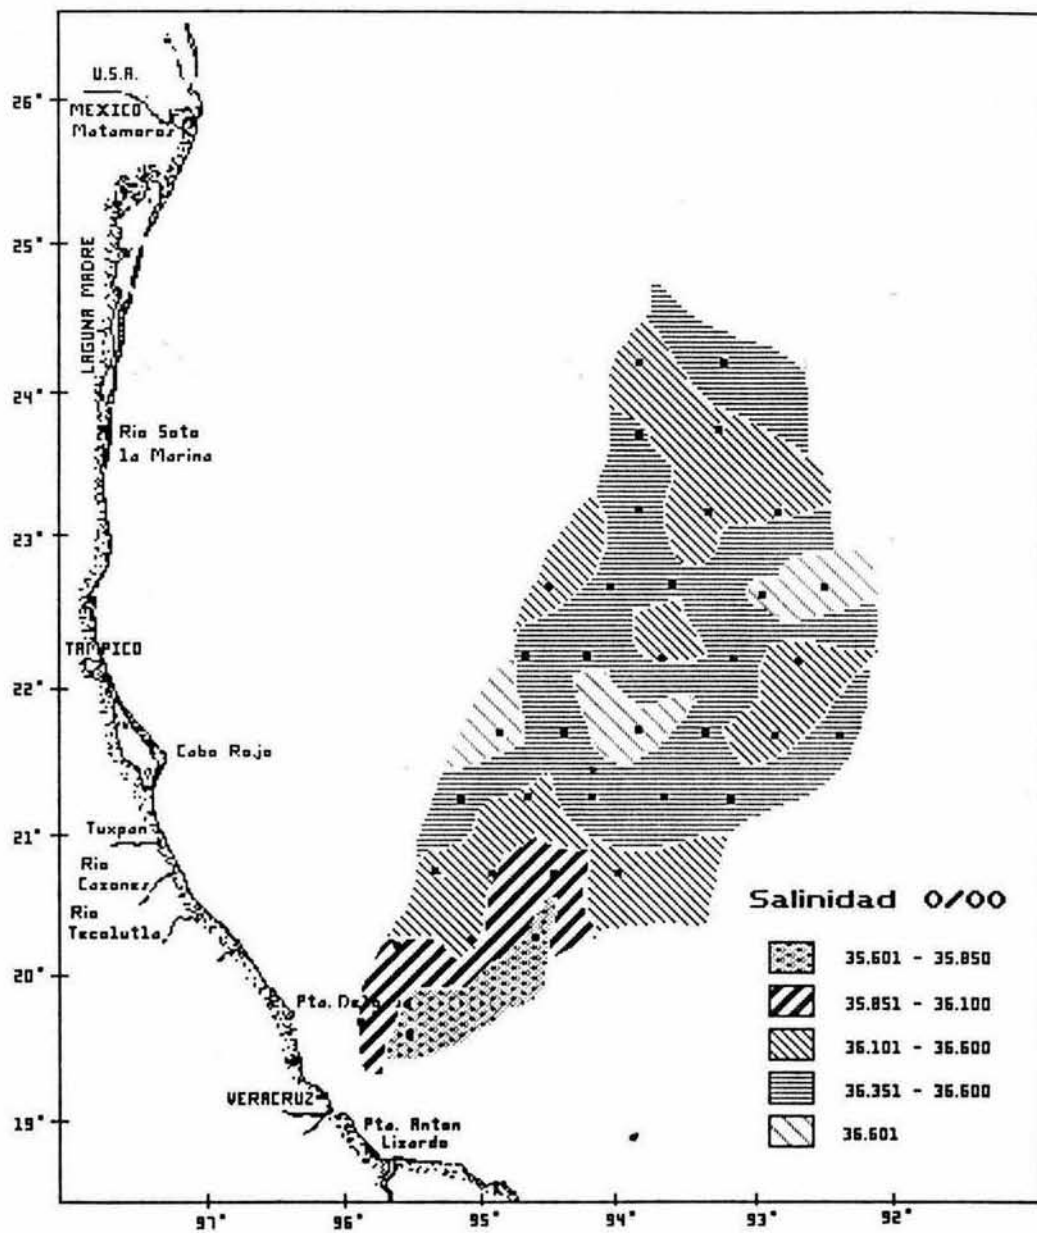 U.S.A.
26°
MEXICO
Matamoros
25°
LAGUNA MADRE
24°
Rio Soto
la Marina
23°
TAMPICO
22°
Cabo Rojo
21°
Tuxpan
Rio
Cazones
Rio
Tecolutla
20°
Pta.
VERACRUZ
19°
Pta. Anton
Lizardo
97°
96°
95°
94°
93°
92°
Salinidad 0/00
35.601 - 35.850
35.851 - 36.100
36.101 - 36.600
36.351 - 36.600
36.601